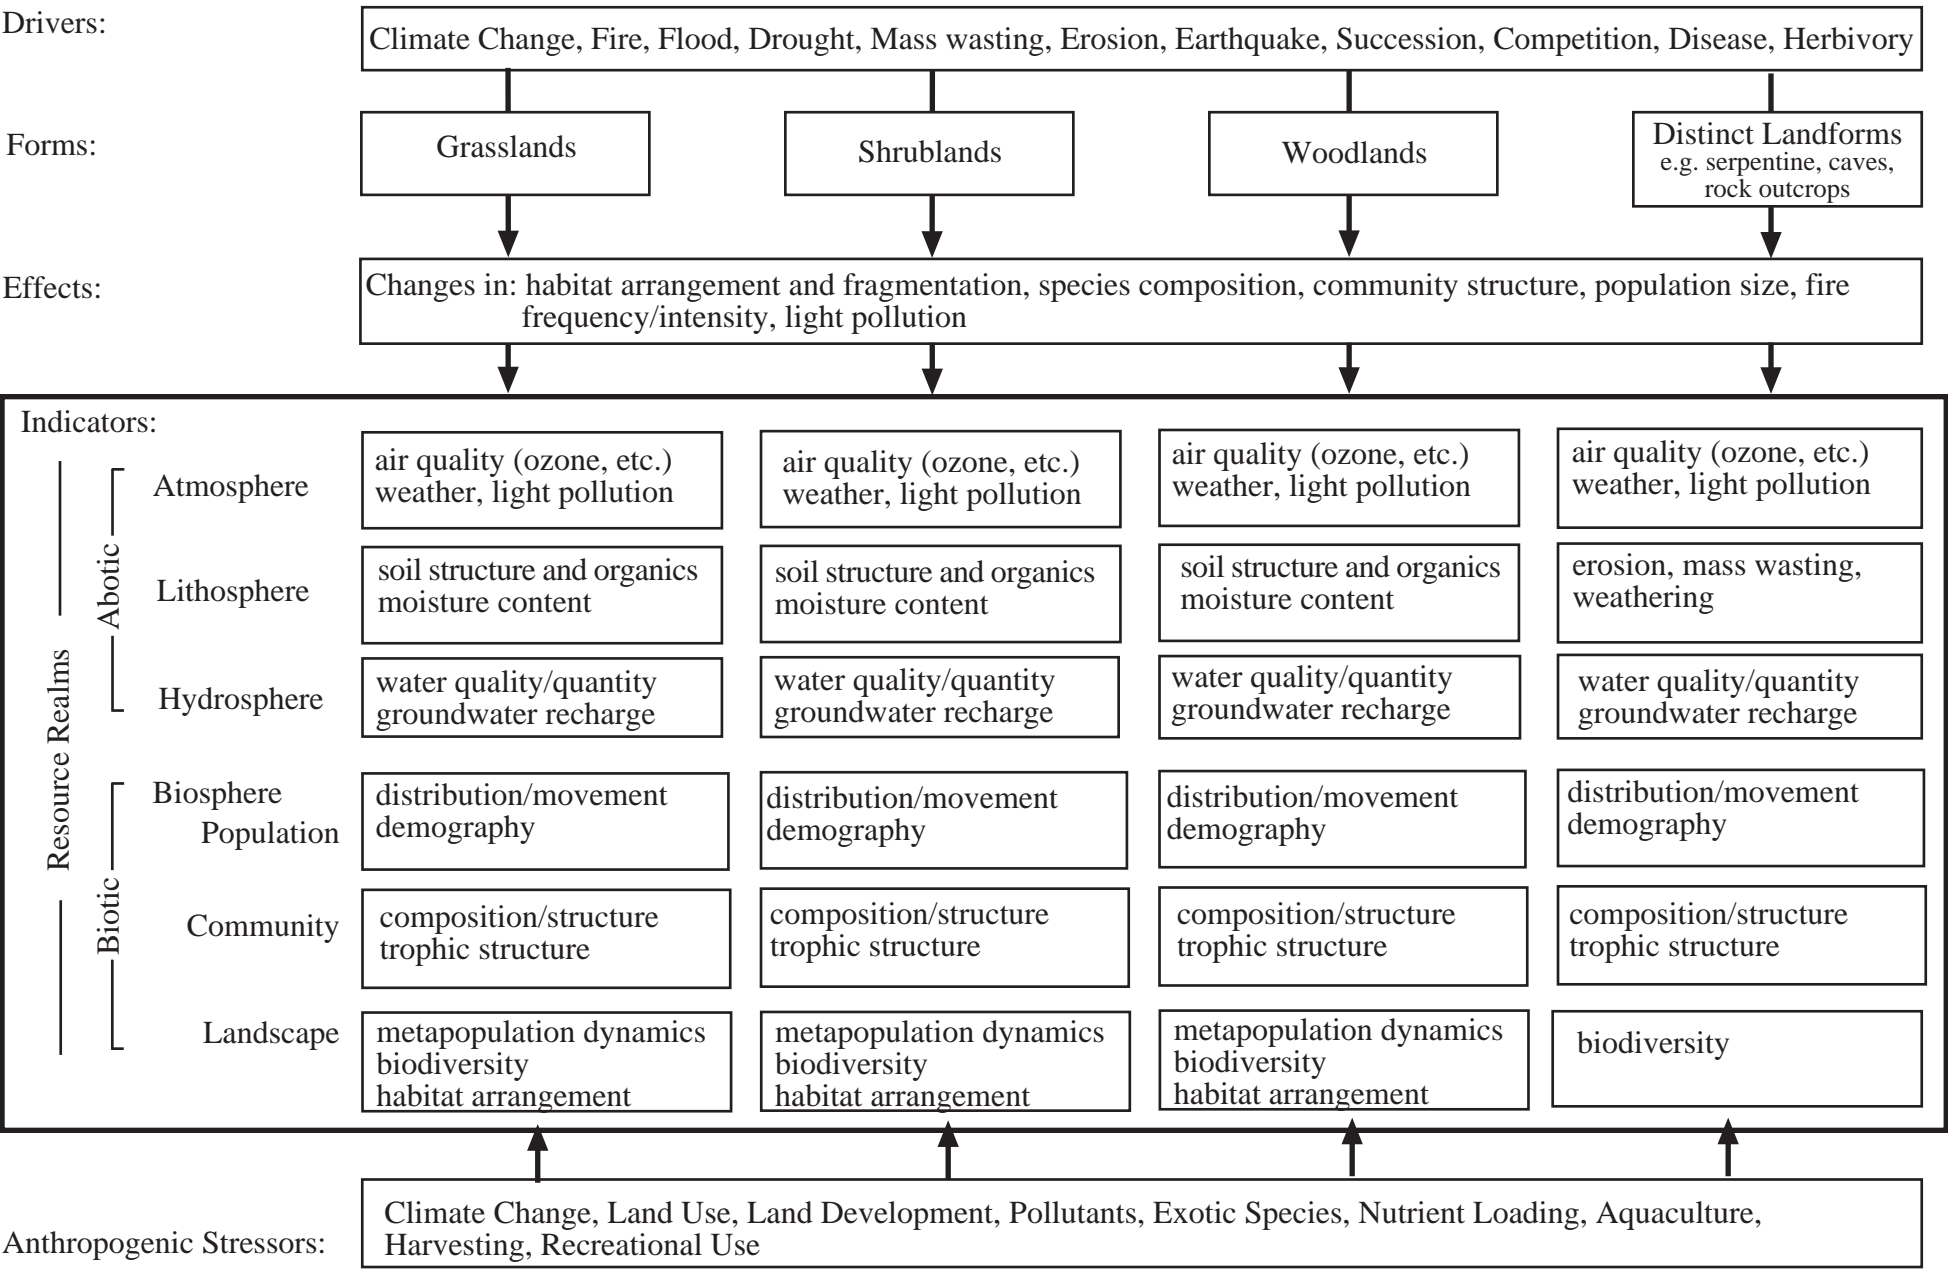 Drivers:
Climate Change, Fire, Flood, Drought, Mass wasting, Erosion, Earthquake, Succession, Competition, Disease, Herbivory
Forms:
Grasslands
Shrublands
Woodlands
Distinct Landforms
e.g. serpentine, caves,
rock outcrops
Effects:
Changes in: habitat arrangement and fragmentation, species composition, community structure, population size, fire
frequency/intensity, light pollution
Indicators:
Resource Realms
Abotic
Atmosphere
air quality (ozone, etc.)
weather, light pollution
air quality (ozone, etc.)
weather, light pollution
air quality (ozone, etc.)
weather, light pollution
air quality (ozone, etc.)
weather, light pollution
Lithosphere
soil structure and organics
moisture content
soil structure and organics
moisture content
soil structure and organics
moisture content
erosion, mass wasting,
weathering
Hydrosphere
water quality/quantity
groundwater recharge
water quality/quantity
groundwater recharge
water quality/quantity
groundwater recharge
water quality/quantity
groundwater recharge
Biotic
Biosphere
Population
distribution/movement
demography
distribution/movement
demography
distribution/movement
demography
distribution/movement
demography
Community
composition/structure
trophic structure
composition/structure
trophic structure
composition/structure
trophic structure
composition/structure
trophic structure
Landscape
metapopulation dynamics
biodiversity
habitat arrangement
metapopulation dynamics
biodiversity
habitat arrangement
metapopulation dynamics
biodiversity
habitat arrangement
biodiversity
Anthropogenic Stressors:
Climate Change, Land Use, Land Development, Pollutants, Exotic Species, Nutrient Loading, Aquaculture,
Harvesting, Recreational Use